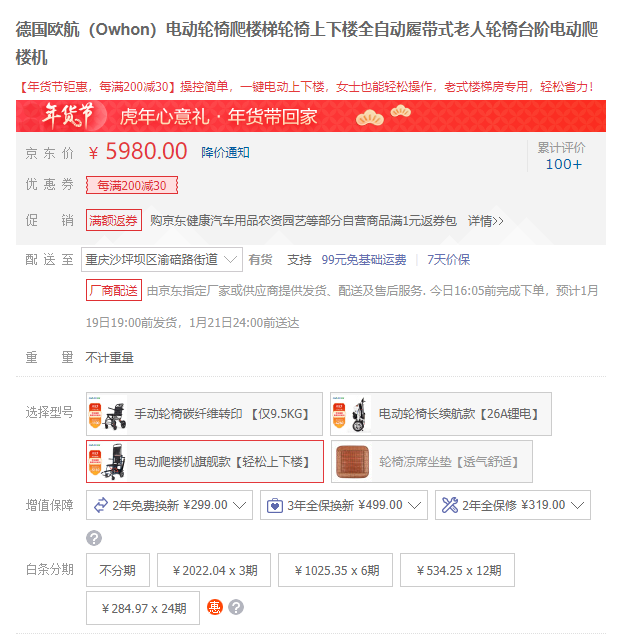 德国欧航（Owhon）电动轮椅爬楼梯轮椅上下楼全自动履带式老人轮椅台阶电动爬
楼机
【年货节钜惠，每满200减30】操控简单，一键电动上下楼，女士也能轻松操作，老式楼梯房专用，轻松省力！
年货节 虎年心意礼 · 年货带回家
京东价 ￥5980.00 降价通知
累计评价
100+
优惠券 每满200减30
促销 满额返券 购京东健康汽车用品农资园艺等部分自营商品满1元返券包 详情>>
配送至 重庆沙坪坝区渝碚路街道 有货 支持 99元免基础运费 7天价保
厂商配送 由京东指定厂家或供应商提供发货、配送及售后服务. 今日16:05前完成下单，预计1月
19日19:00前发货，1月21日24:00前送达
重量 不计重量
选择型号 手动轮椅碳纤维转印【仅9.5KG】 电动轮椅长续航款【26A锂电】
电动爬楼机旗舰款【轻松上下楼】 轮椅凉席坐垫【透气舒适】
增值保障 2年免费换新 ¥299.00 3年全保换新 ¥499.00 2年全保修 ¥319.00
?
白条分期 不分期 ￥2022.04 x 3期 ￥1025.35 x 6期 ￥534.25 x 12期
￥284.97 x 24期 惠 ?